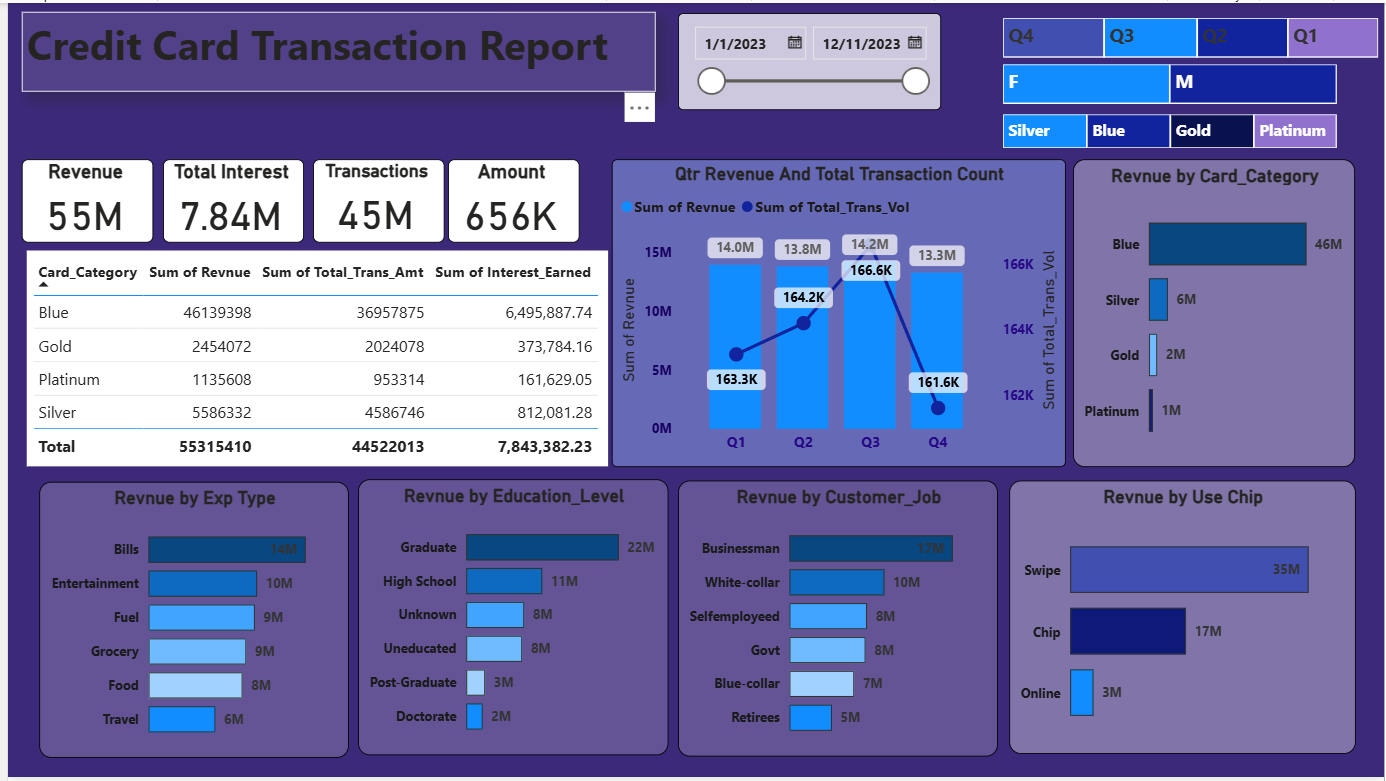 Credit Card Transaction Report
1/1/2023 12/11/2023
Q4 Q3 Q2 Q1
F M
Silver Blue Gold Platinum
Revenue
55M
Total Interest
7.84M
Transactions
45M
Amount
656K
Card_Category Sum of Revnue Sum of Total_Trans_Amt Sum of Interest_Earned
Blue 46139398 36957875 6,495,887.74
Gold 2454072 2024078 373,784.16
Platinum 1135608 953314 161,629.05
Silver 5586332 4586746 812,081.28
Total 55315410 44522013 7,843,382.23
Qtr Revenue And Total Transaction Count
Sum of Revnue Sum of Total_Trans_Vol
Sum of Revnue
15M
10M
5M
0M
14.0M 13.8M 14.2M 13.3M
163.3K 164.2K 166.6K 161.6K
Q1 Q2 Q3 Q4
166K
164K
162K
Sum of Total_Trans_Vol
Revnue by Card_Category
Blue 46M
Silver 6M
Gold 2M
Platinum 1M
Revnue by Exp Type
Bills 14M
Entertainment 10M
Fuel 9M
Grocery 9M
Food 8M
Travel 6M
Revnue by Education_Level
Graduate 22M
High School 11M
Unknown 8M
Uneducated 8M
Post-Graduate 3M
Doctorate 2M
Revnue by Customer_Job
Businessman 17M
White-collar 10M
Selfemployeed 8M
Govt 8M
Blue-collar 7M
Retirees 5M
Revnue by Use Chip
Swipe 35M
Chip 17M
Online 3M